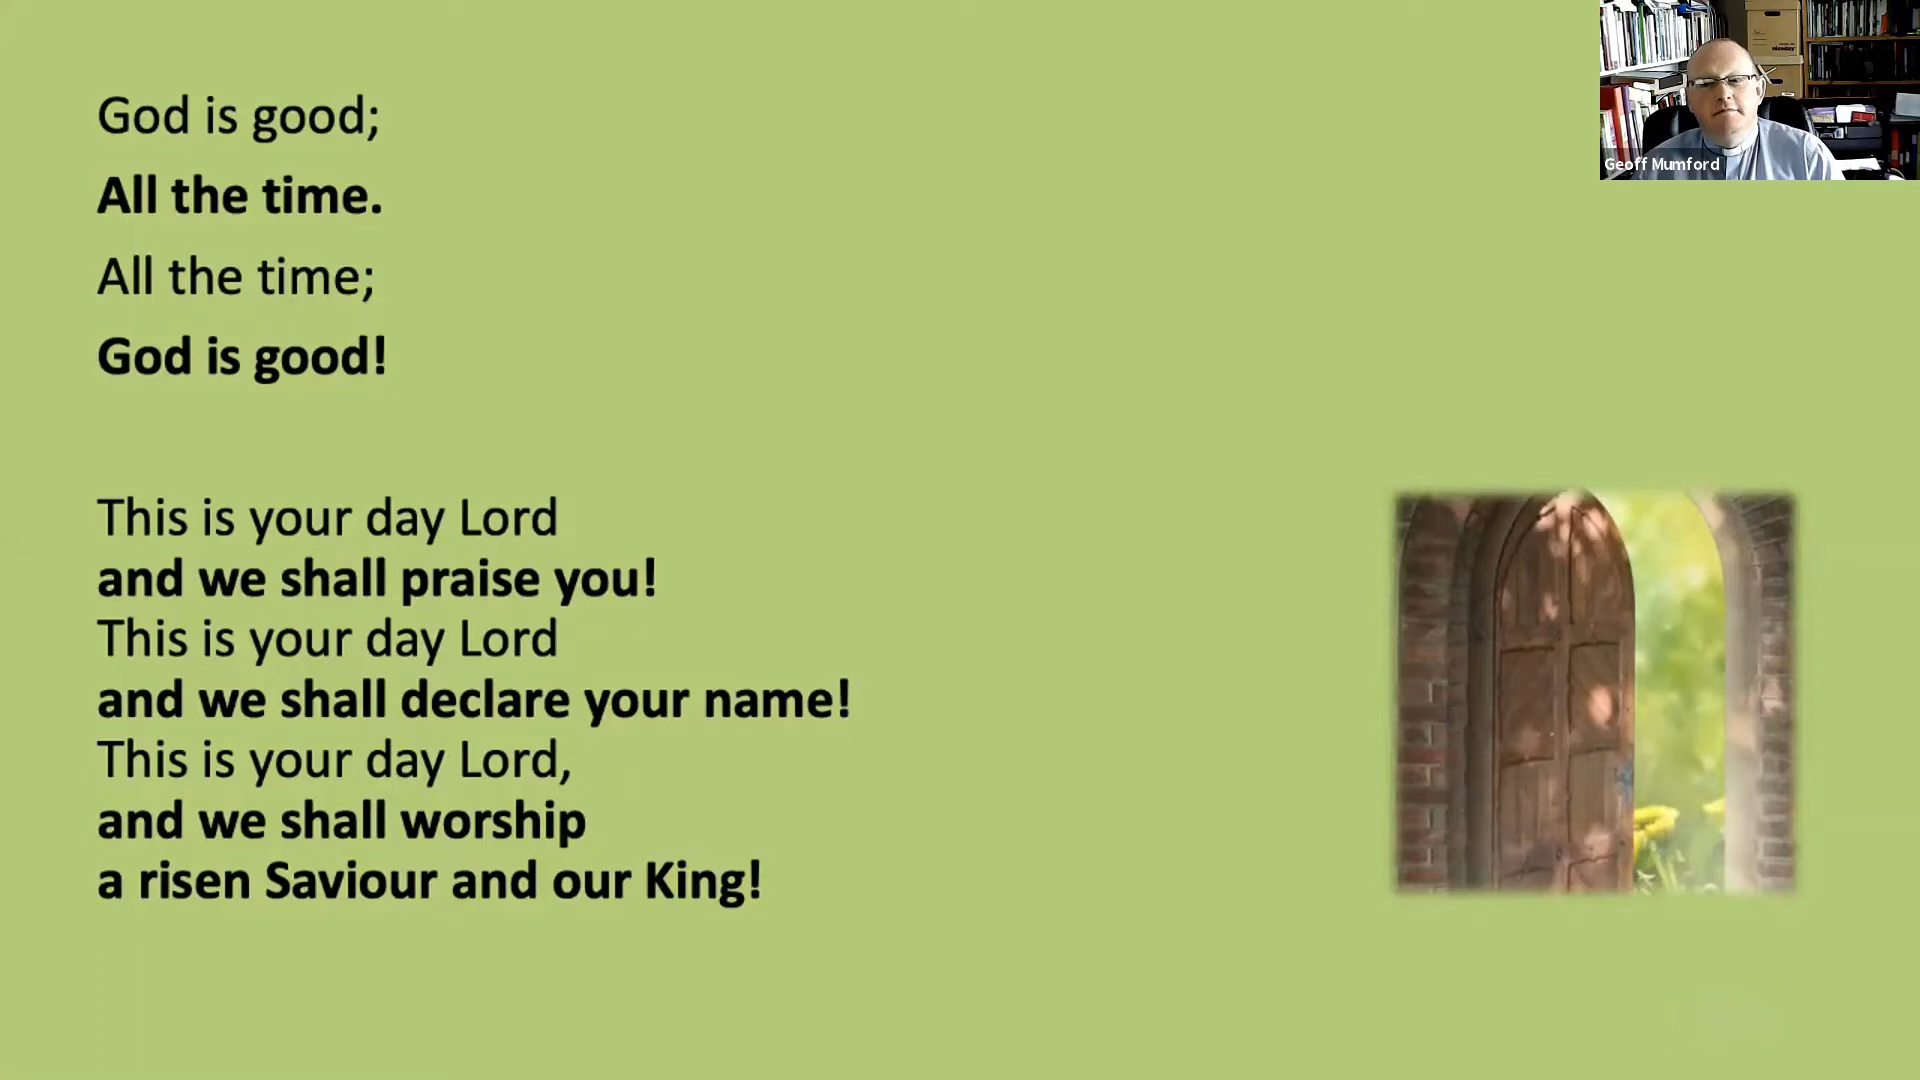 God is good;
All the time.
All the time;
God is good!
This is your day Lord
and we shall praise you!
This is your day Lord
and we shall declare your name!
This is your day Lord,
and we shall worship
a risen Saviour and our King!
Geoff Mumford
niceday